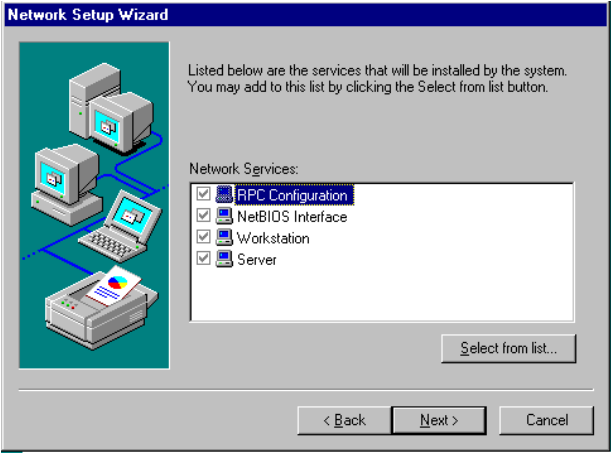 Network Setup Wizard
Listed below are the services that will be installed by the system.
You may add to this list by clicking the Select from list button.
Network Services:
RPC Configuration
NetBIOS Interface
Workstation
Server
Select from list...
< Back
Next >
Cancel